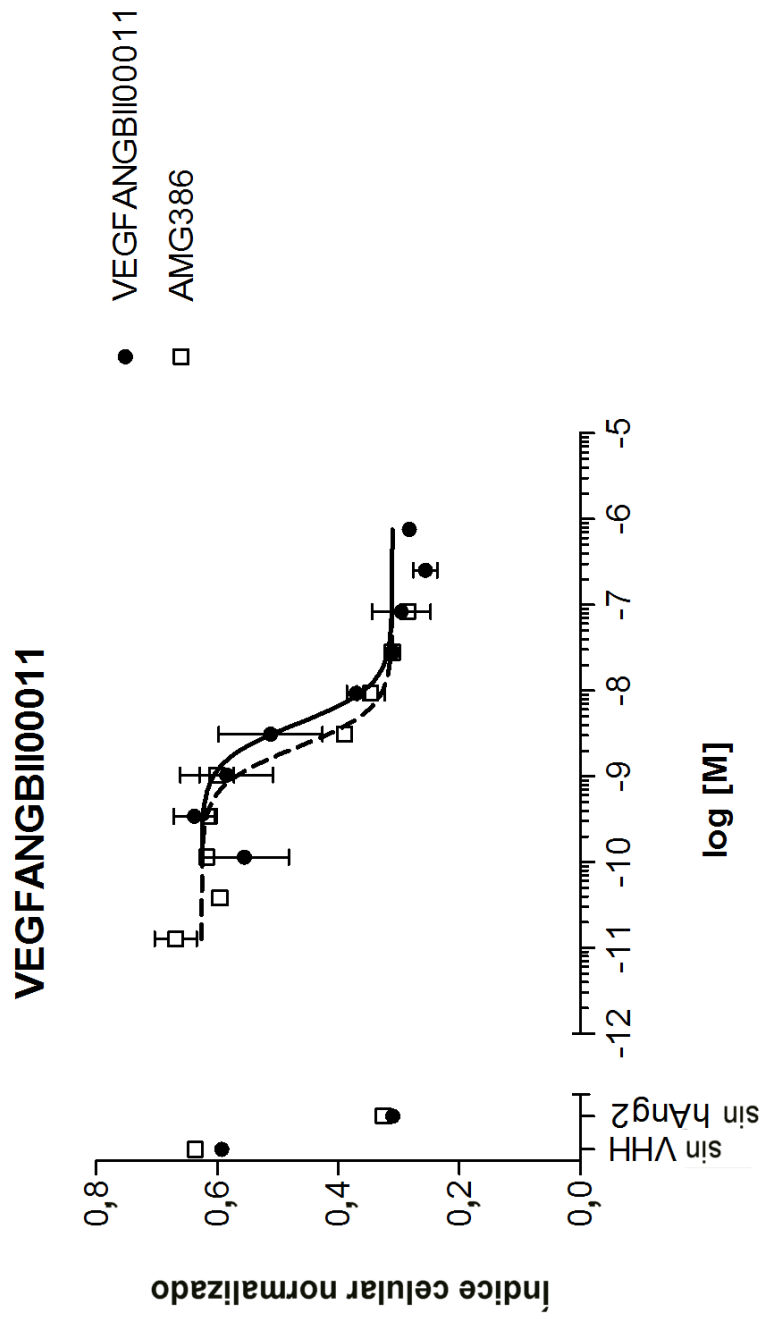 VEGFANGBII00011
VEGFANGBII00011
AMG386
Índice celular normalizado
0,8
0,6
0,4
0,2
0,0
sin VHH
sin hAng2
-12
-11
-10
-9
-8
-7
-6
-5
log [M]